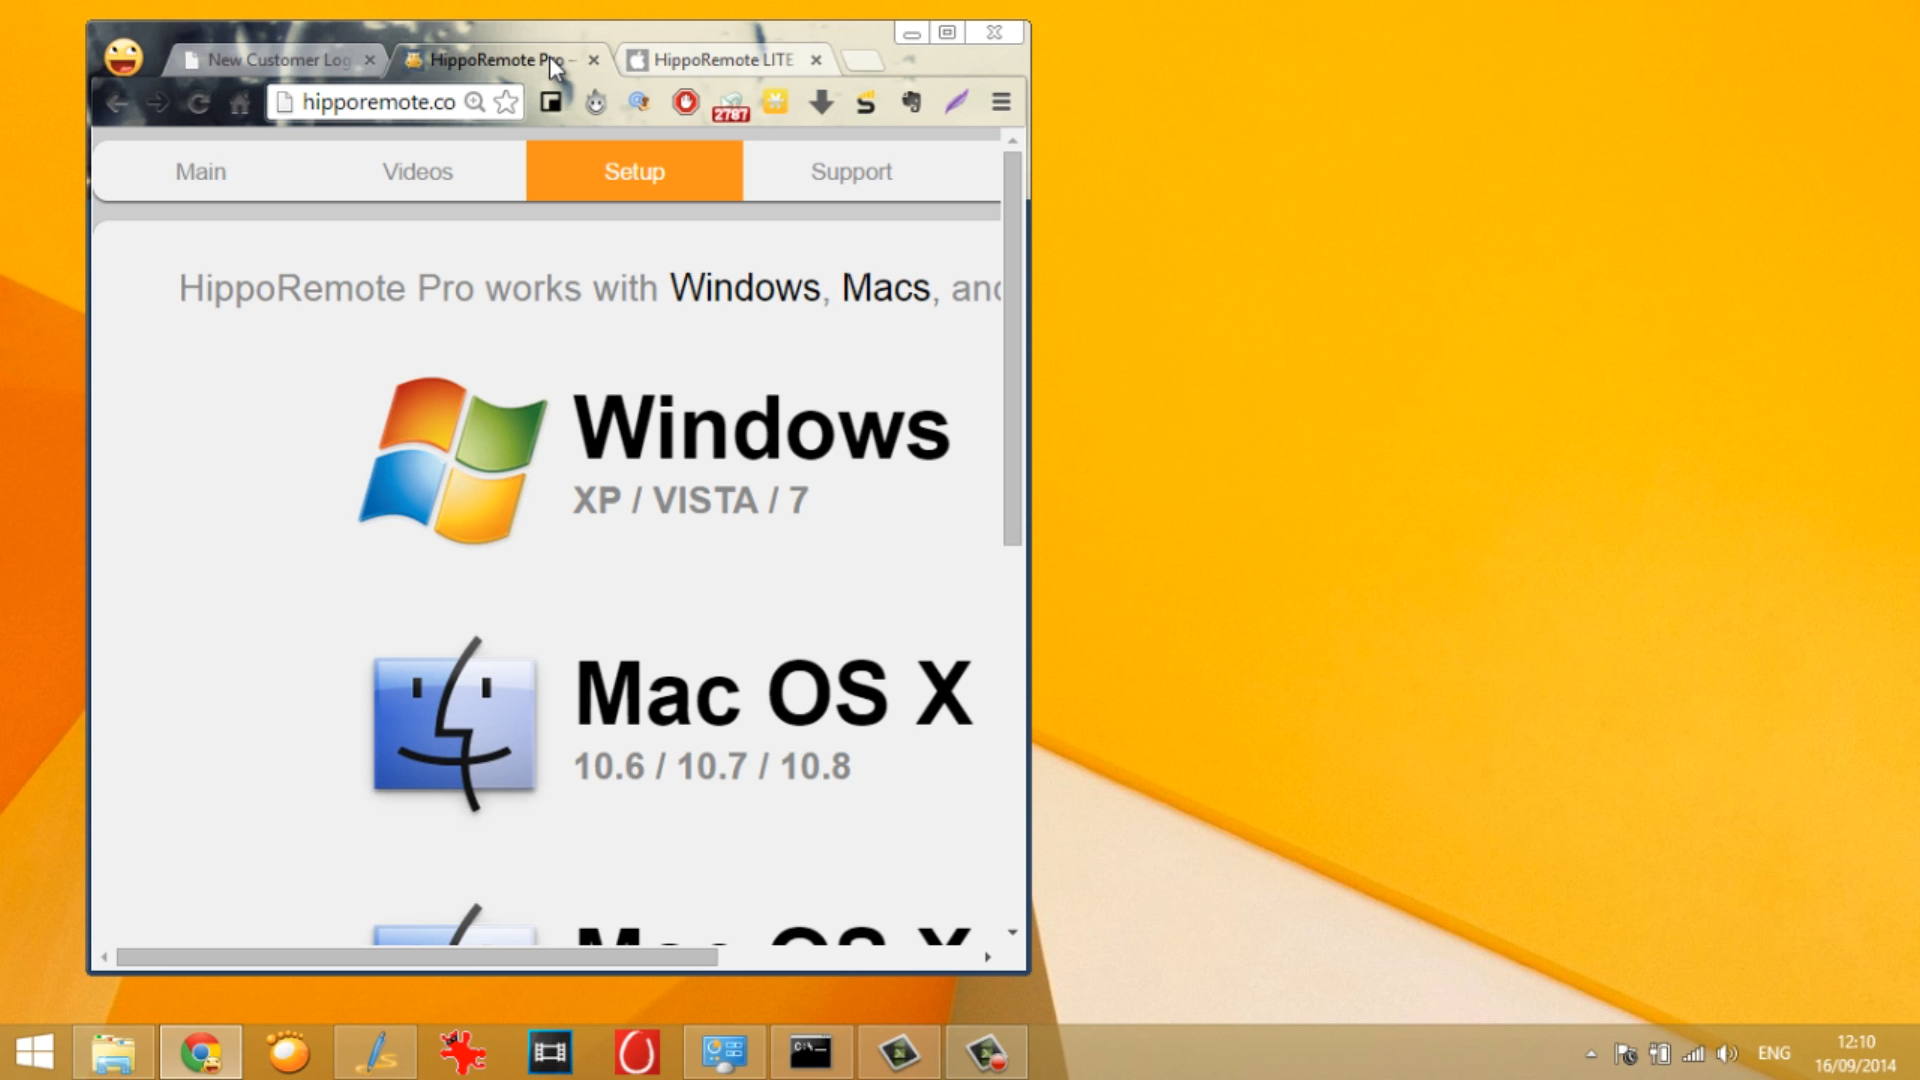 New Customer Log
HippoRemote Pro -
HippoRemote LITE
hipporemote.co
2787
Main
Videos
Setup
Support
HippoRemote Pro works with Windows, Macs, and
Windows
XP / VISTA / 7
Mac OS X
10.6 / 10.7 / 10.8
Mac OS X
C:\
ENG
12:10
16/09/2014